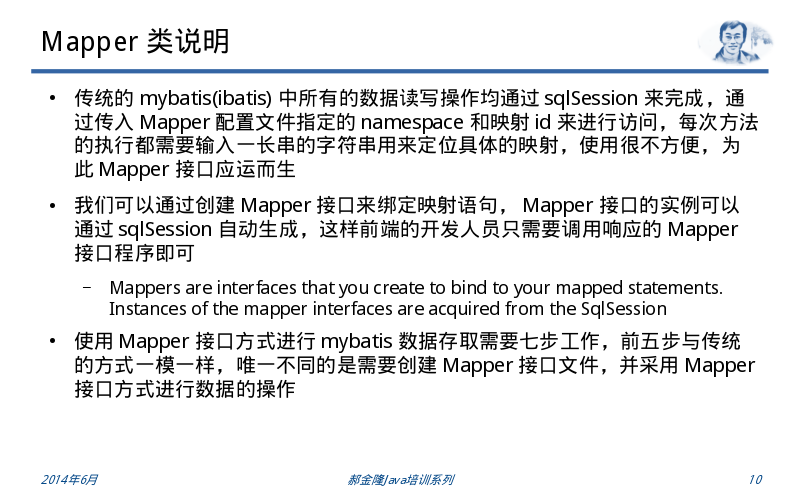 Mapper 类说明
• 传统的 mybatis(ibatis) 中所有的数据读写操作均通过 sqlSession 来完成，通
过传入 Mapper 配置文件指定的 namespace 和映射 id 来进行访问，每次方法
的执行都需要输入一长串的字符串用来定位具体的映射，使用很不方便，为
此 Mapper 接口应运而生
• 我们可以通过创建 Mapper 接口来绑定映射语句， Mapper 接口的实例可以
通过 sqlSession 自动生成，这样前端的开发人员只需要调用响应的 Mapper
接口程序即可
– Mappers are interfaces that you create to bind to your mapped statements.
Instances of the mapper interfaces are acquired from the SqlSession
• 使用 Mapper 接口方式进行 mybatis 数据存取需要七步工作，前五步与传统
的方式一模一样，唯一不同的是需要创建 Mapper 接口文件，并采用 Mapper
接口方式进行数据的操作
2014年6月 郝金隆Java培训系列 10